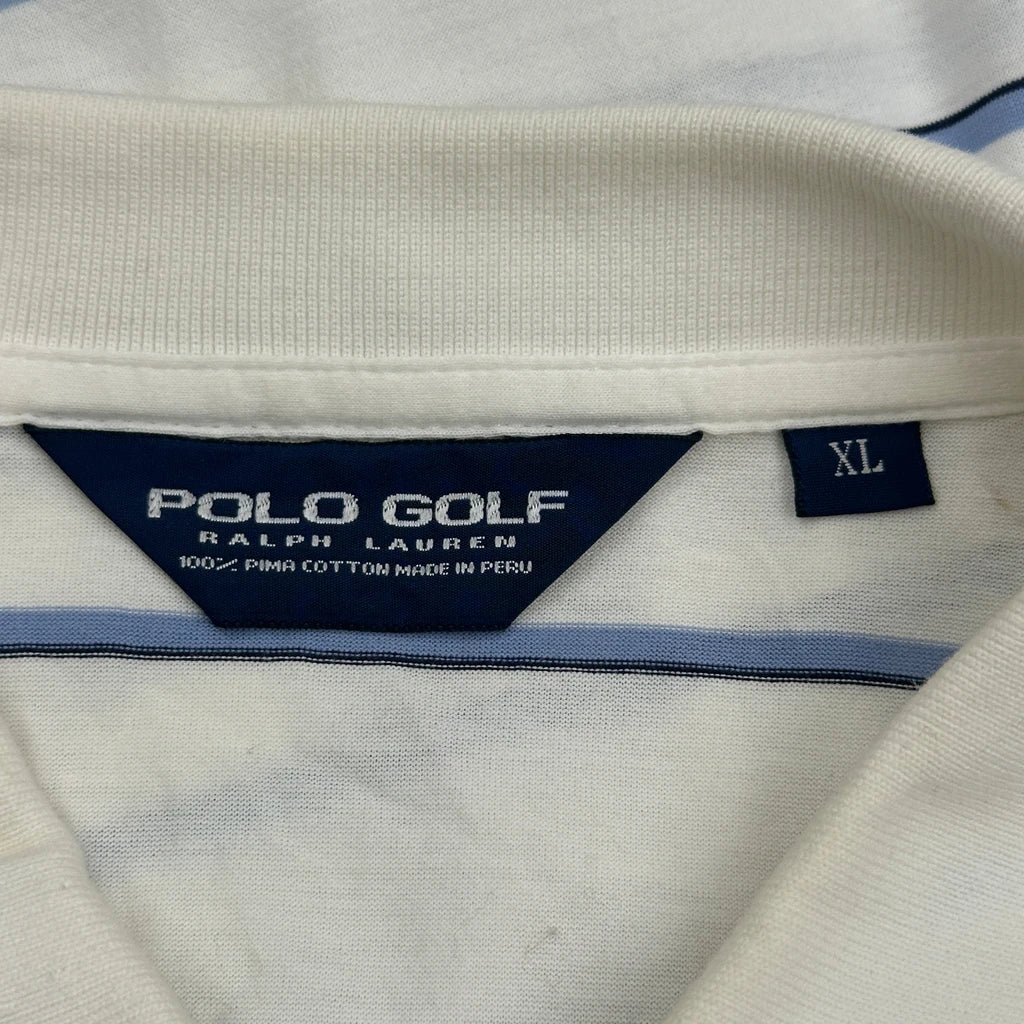 POLO GOLF
RALPH LAUREN
100% PIMA COTTON MADE IN PERU
XL